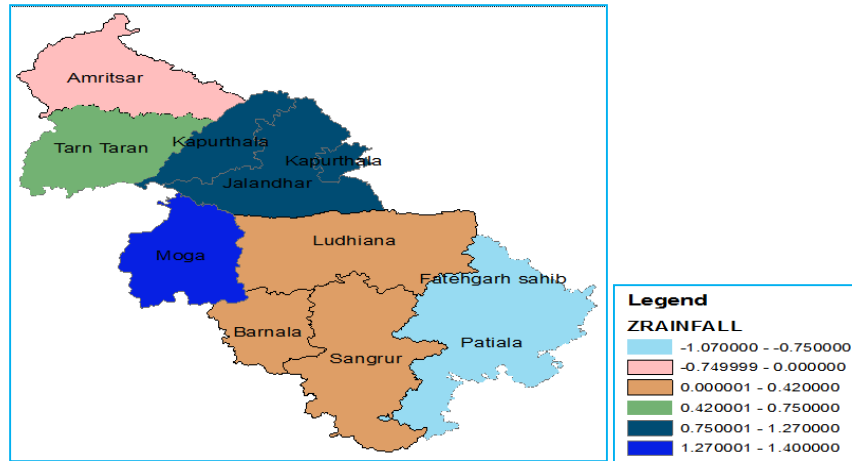 Amritsar
Tarn Taran
Kapurthala
Kapurthala
Jalandhar
Moga
Ludhiana
Fatehgarh sahib
Barnala
Sangrur
Patiala
Legend
ZRAINFALL
-1.070000 - -0.750000
-0.749999 - 0.000000
0.000001 - 0.420000
0.420001 - 0.750000
0.750001 - 1.270000
1.270001 - 1.400000